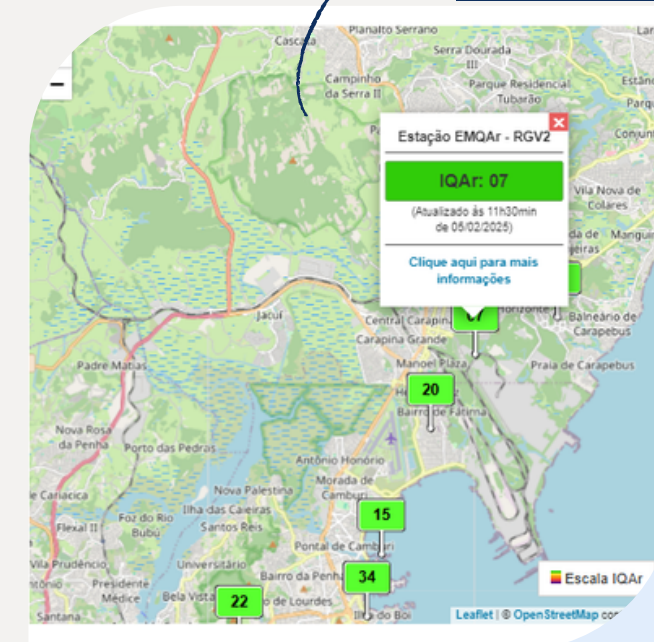 Planalto Serrano
Cascata
Serra Dourada
III
Campinho
da Serra II
Parque Residencial
Tubarão
Estação EMQAr - RGV2
IQAr: 07
(Atualizado às 11h30min
de 05/02/2025)
Clique aqui para mais
informações
Vila Nova de
Colares
Jacuí
Central Carapin
Carapina Grande
07
Balneário de
Carapebus
Padre Matias
Manoel Plaza
Praia de Carapebus
20
Bairro de Fátima
Nova Rosa
da Penha
Porto das Pedras
Antônio Honório
Morada de
Camburi
Nova Palestina
Ilha das Caieiras
Santos Reis
15
Flexal II
Foz do Rio
Bubu
Pontal de Camburi
Vila Prudêncio
Universitário
Bairro da Penh
34
Presidente
Médice
Bela Vista
22
o de Lourdes
Santana
Ilha do Boi
Escala IQAr
Leaflet | © OpenStreetMap